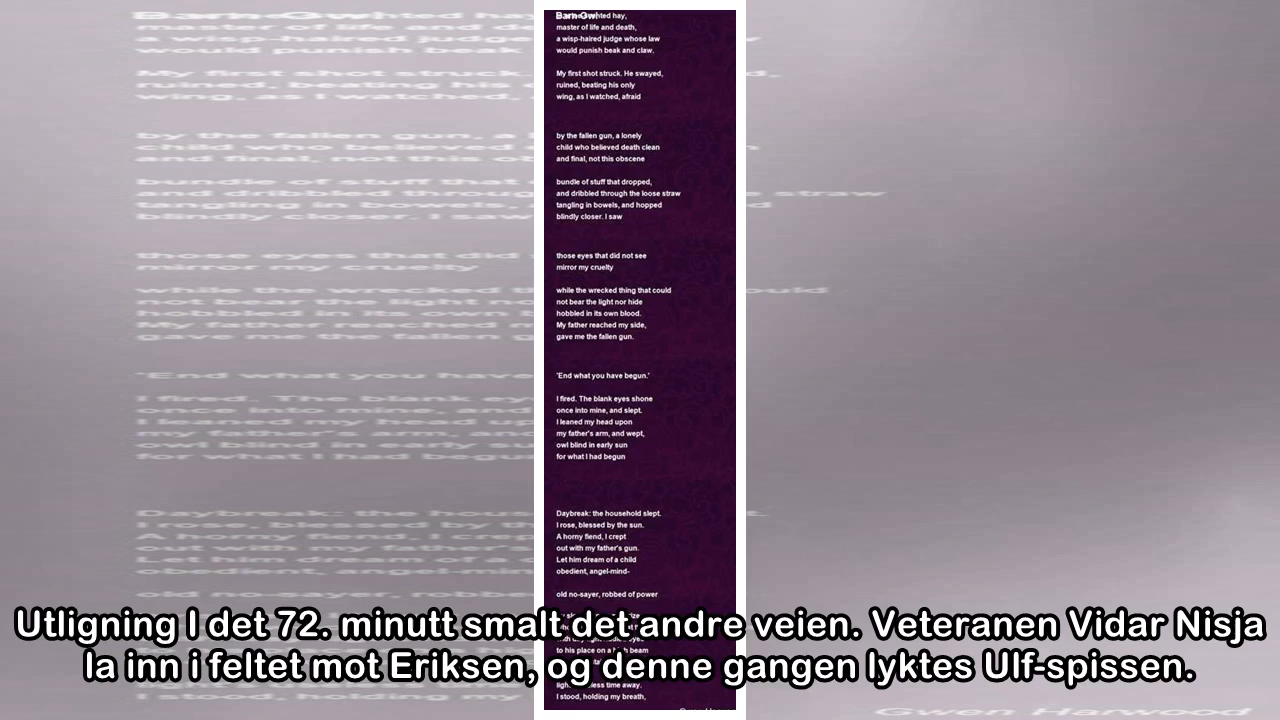 Barn Owl
nted hay,
master of life and death,
a wisp-haired judge whose law
would punish beak and claw.
My first shot struck. He swayed,
ruined, beating his only
wing, as I watched, afraid
by the fallen gun, a lonely
child who believed death clean
and final, not this obscene
bundle of stuff that dropped,
and dribbled through the loose straw
tangling in bowels, and hopped
blindly closer. I saw
those eyes that did not see
mirror my cruelty
while the wrecked thing that could
not bear the light nor hide
hobbled in its own blood.
My father reached my side,
gave me the fallen gun.
'End what you have begun.'
I fired. The blank eyes shone
once into mine, and slept.
I leaned my head upon
my father's arm, and wept,
owl blind in early sun
for what I had begun
Daybreak: the household slept.
I rose, blessed by the sun.
A horny fiend, I crept
out with my father's gun.
Let him dream of a child
obedient, angel-mind-
old no-sayer, robbed of power
to his place on a high beam
light less time away.
I stood, holding my breath,
Gwen Harwood
Utligning I det 72. minutt smalt det andre veien. Veteranen Vidar Nisja
la inn i feltet mot Eriksen, og denne gangen lyktes Ulf-spissen.